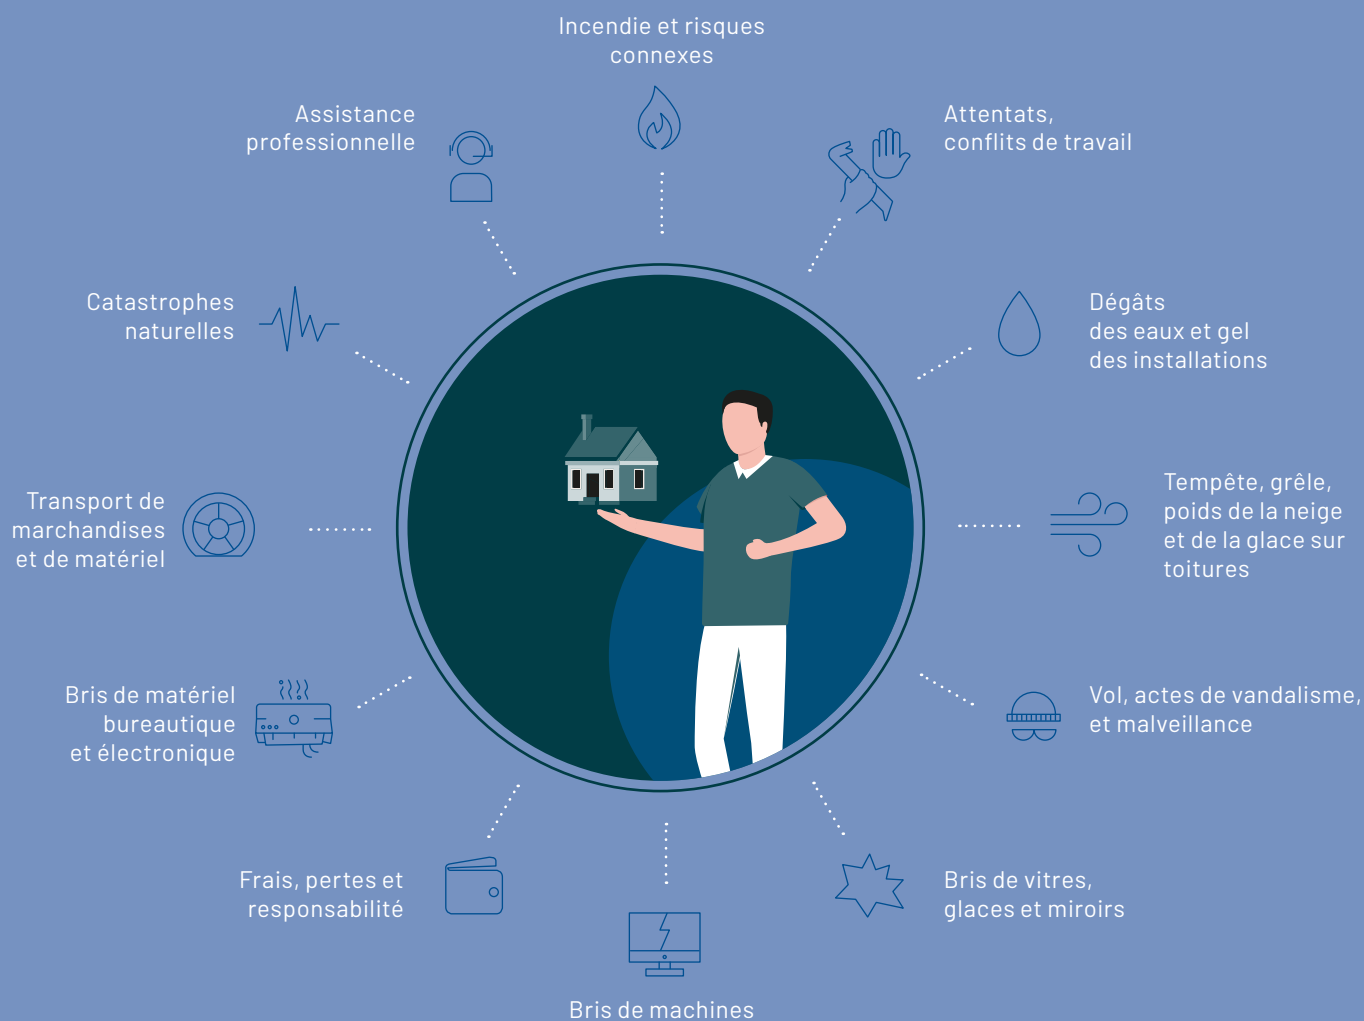 Incendie et risques
connexes
Attentats,
conflits de travail
Dégâts
des eaux et gel
des installations
Tempête, grêle,
poids de la neige
et de la glace sur
toitures
Vol, actes de vandalisme,
et malveillance
Bris de vitres,
glaces et miroirs
Bris de machines
Frais, pertes et
responsabilité
Bris de matériel
bureautique
et électronique
Transport de
marchandises
et de matériel
Catastrophes
naturelles
Assistance
professionnelle